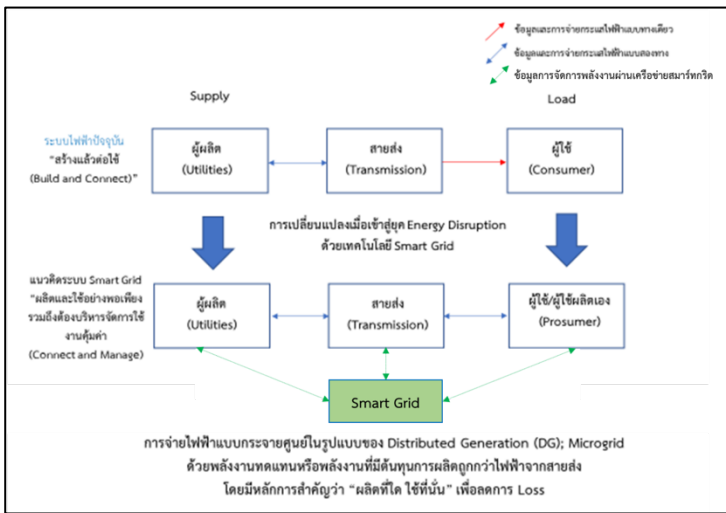 ข้อมูลและการจ่ายกระแสไฟฟ้าแบบทางเดียว
ข้อมูลและการจ่ายกระแสไฟฟ้าแบบสองทาง
ข้อมูลการจัดการพลังงานผ่านเครือข่ายสมาร์ทกริด
Supply
Load
ระบบไฟฟ้าปัจจุบัน
"สร้างแล้วต่อใช้
(Build and Connect)"
ผู้ผลิต
(Utilities)
สายส่ง
(Transmission)
ผู้ใช้
(Consumer)
การเปลี่ยนแปลงเมื่อเข้าสู่ยุค Energy Disruption
ด้วยเทคโนโลยี Smart Grid
แนวคิดระบบ Smart Grid
"ผลิตและใช้อย่างพอเพียง
รวมถึงต้องบริหารจัดการใช้
งานคุ้มค่า
(Connect and Manage)
ผู้ผลิต
(Utilities)
สายส่ง
(Transmission)
ผู้ใช้/ผู้ใช้ผลิตเอง
(Prosumer)
Smart Grid
การจ่ายไฟฟ้าแบบกระจายศูนย์ในรูปแบบของ Distributed Generation (DG); Microgrid
ด้วยพลังงานทดแทนหรือพลังงานที่มีต้นทุนการผลิตถูกกว่าไฟฟ้าจากสายส่ง
โดยมีหลักการสำคัญว่า "ผลิตที่ใด ใช้ที่นั่น" เพื่อลดการ Loss